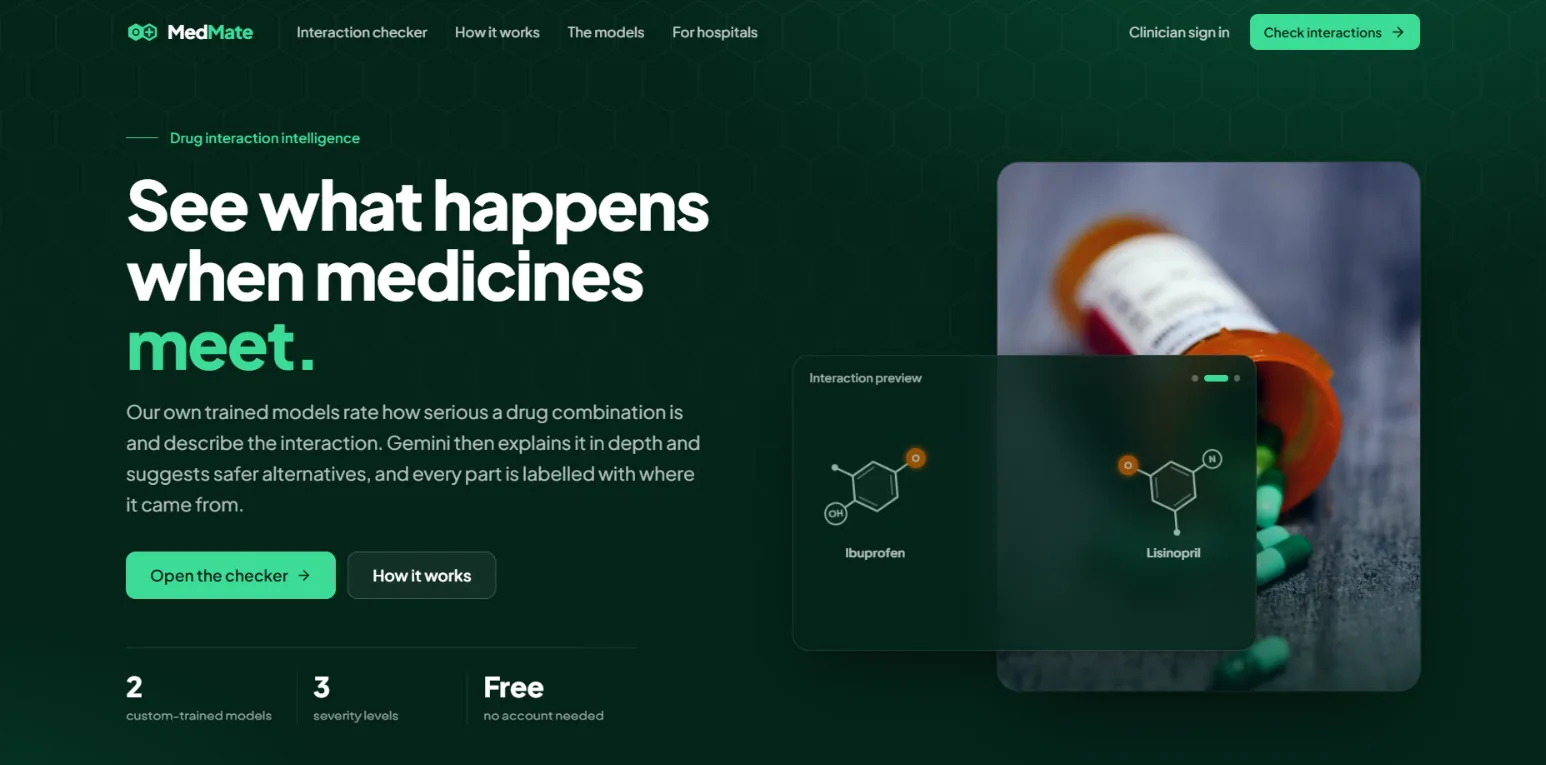 MedMate
Interaction checker
How it works
The models
For hospitals
Clinician sign in
Check interactions →
Drug interaction intelligence
See what happens
when medicines
meet.
Our own trained models rate how serious a drug combination is
and describe the interaction. Gemini then explains it in depth and
suggests safer alternatives, and every part is labelled with where
it came from.
Open the checker →
How it works
2
custom-trained models
3
severity levels
Free
no account needed
Interaction preview
O
OH
Ibuprofen
O
N
Lisinopril